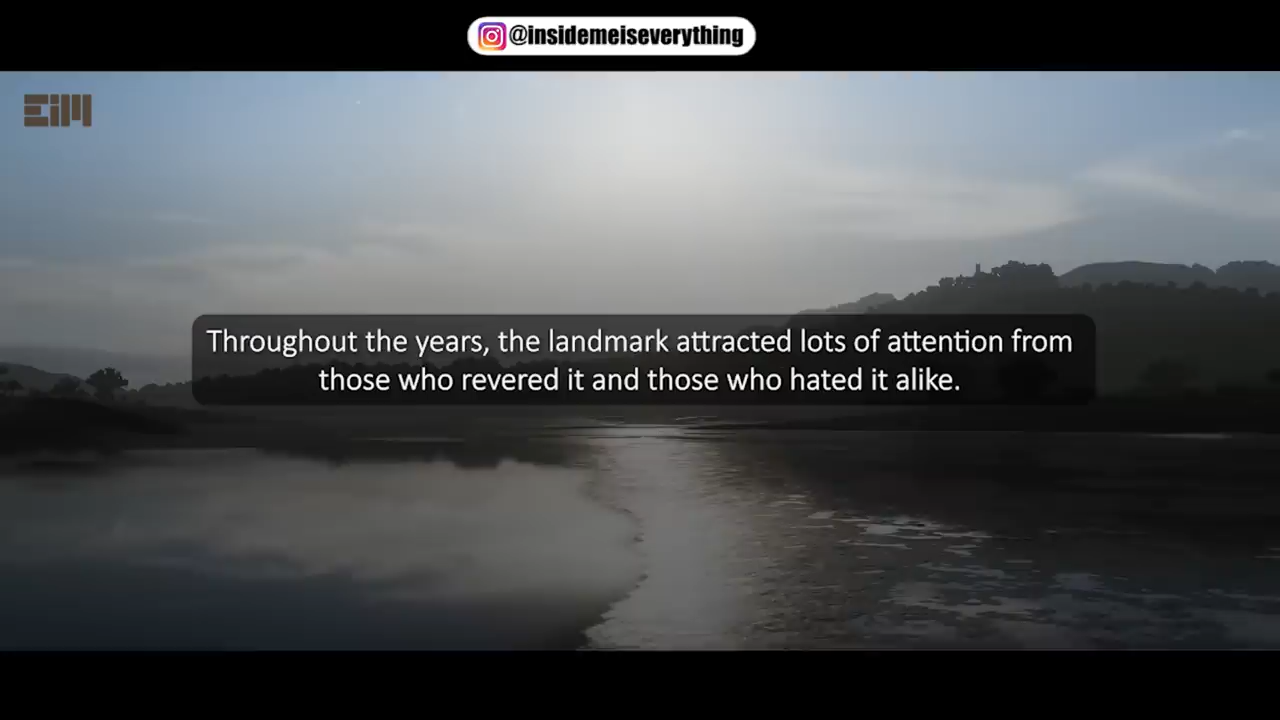 @insidemeiseverything
EIM
Throughout the years, the landmark attracted lots of attention from
those who revered it and those who hated it alike.